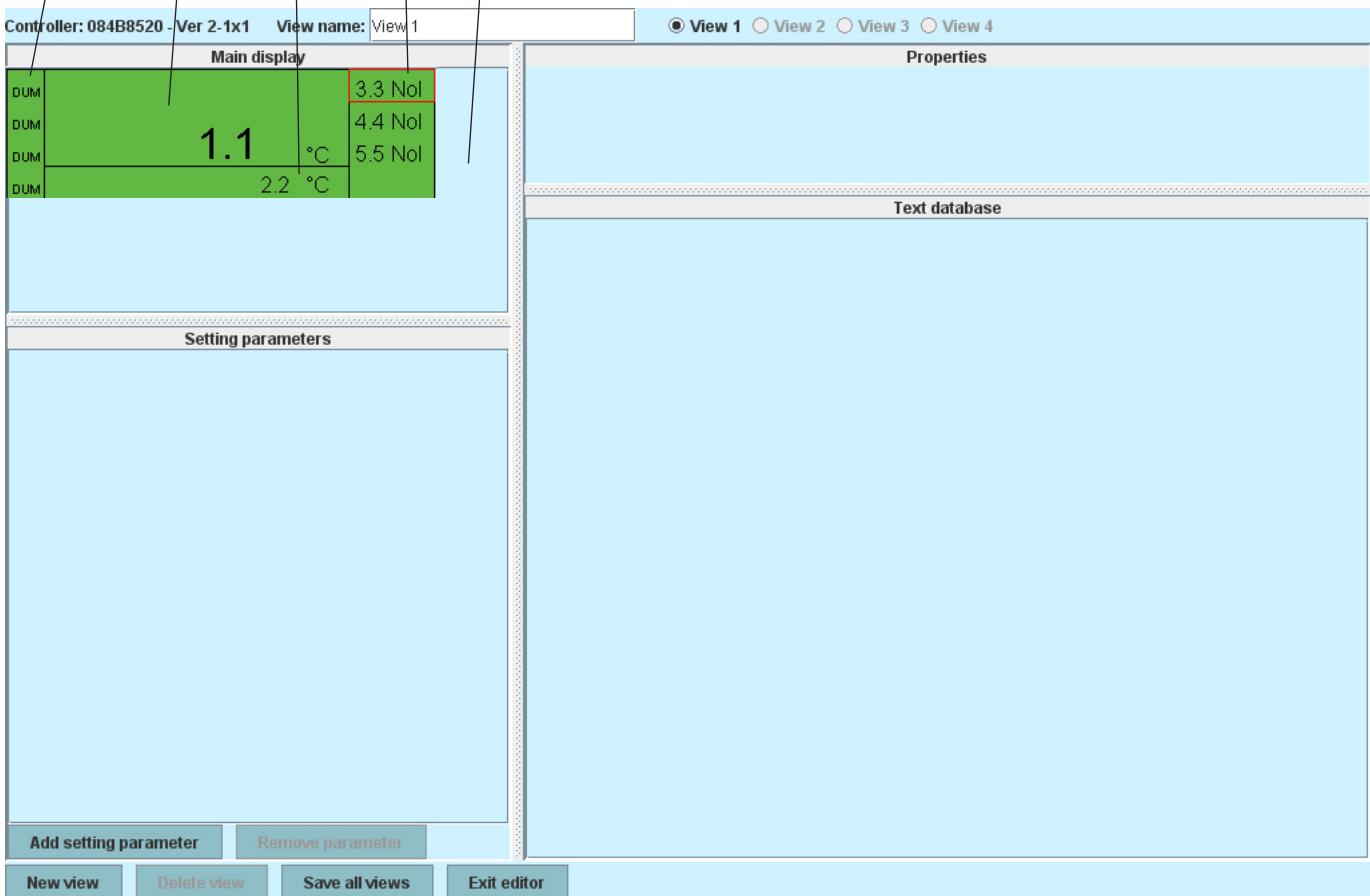 Controller: 084B8520 - Ver 2-1x1 View name: View 1 View 1 View 2 View 3 View 4
Main display
DUM 3.3 Nol
DUM 4.4 Nol
1.1 °C
DUM 5.5 Nol
DUM 2.2 °C
Properties
Text database
Setting parameters
Add setting parameter Remove parameter
New view Delete view Save all views Exit editor